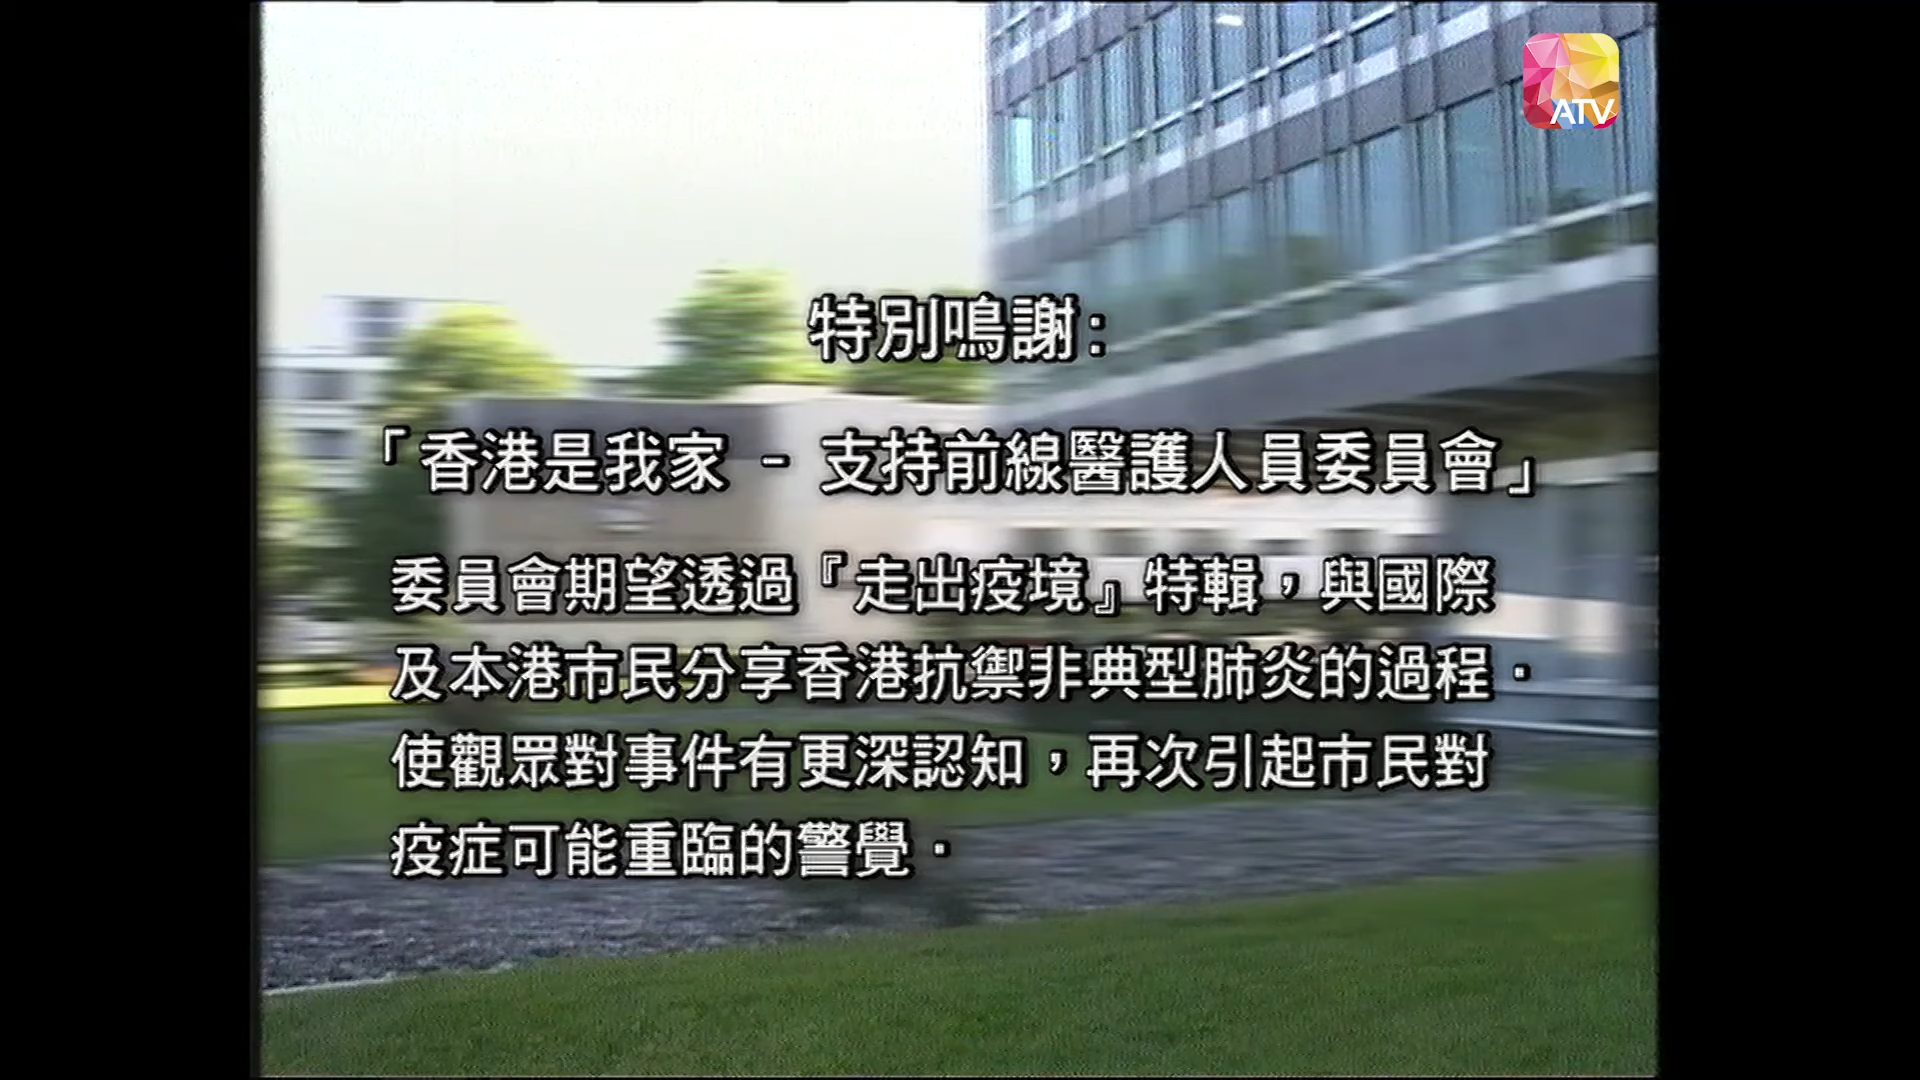 ATV
特別鳴謝:
「香港是我家 - 支持前線醫護人員委員會」
委員會期望透過『走出疫境』特輯，與國際
及本港市民分享香港抗禦非典型肺炎的過程．
使觀眾對事件有更深認知，再次引起市民對
疫症可能重臨的警覺．